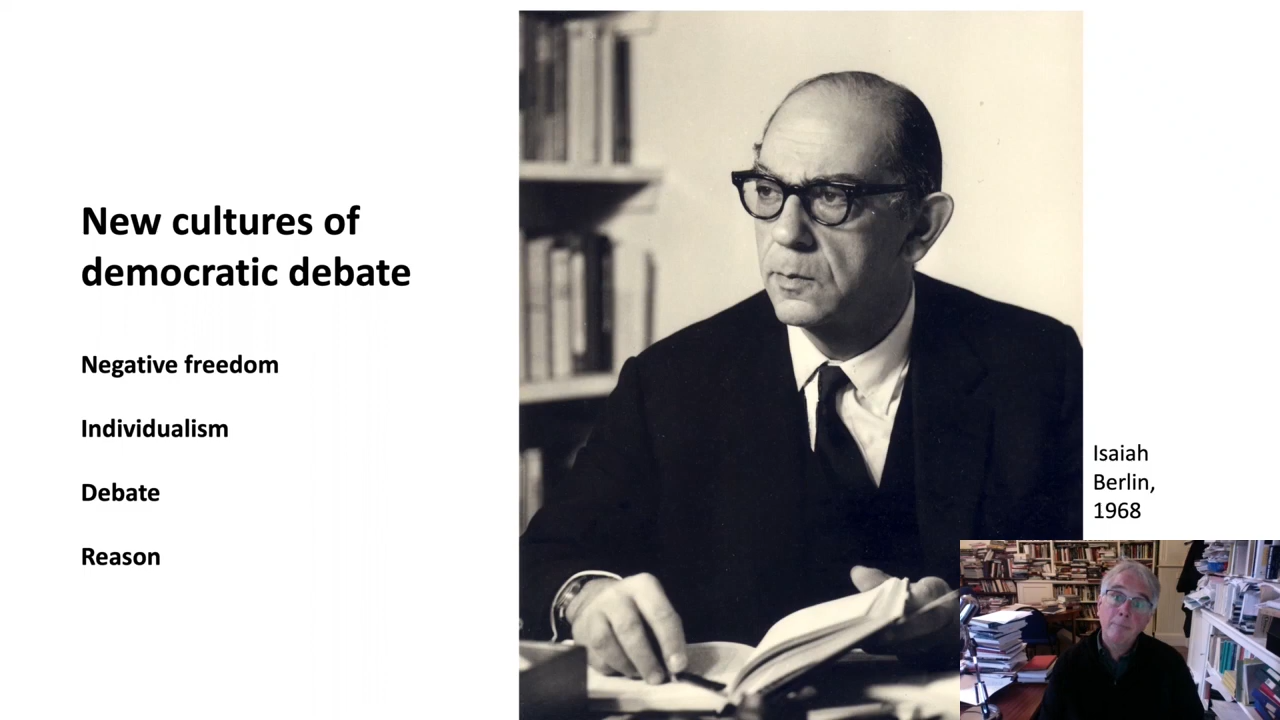 New cultures of
democratic debate
Negative freedom
Individualism
Debate
Reason
Isaiah
Berlin,
1968